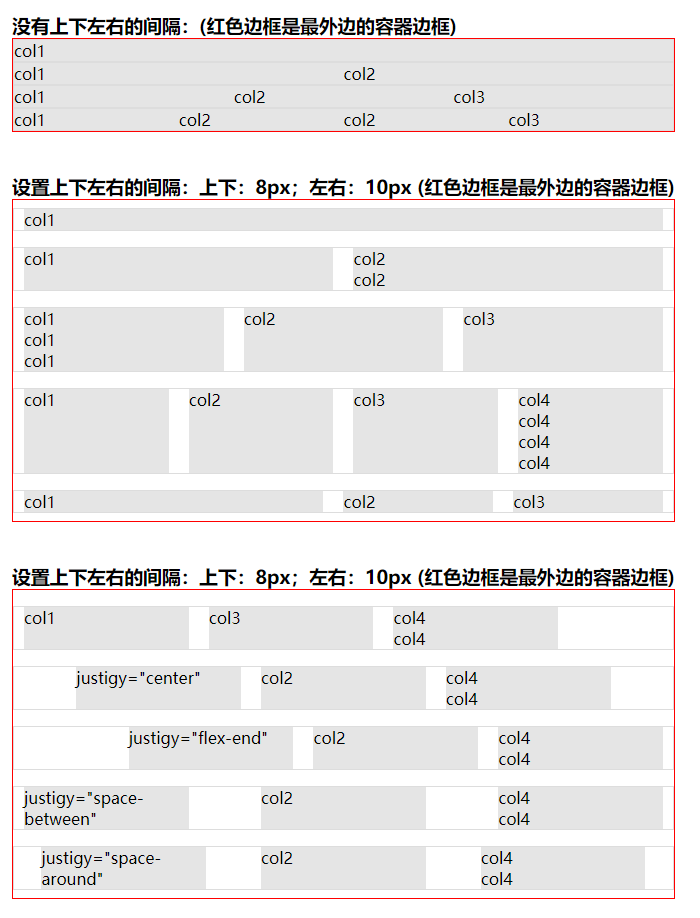 没有上下左右的间隔：(红色边框是最外边的容器边框)
col1
col1 col2
col1 col2 col3
col1 col2 col2 col3
设置上下左右的间隔：上下：8px；左右：10px (红色边框是最外边的容器边框)
col1
col1 col2
col2
col1 col2 col3
col1
col1
col1 col2 col3 col4
col4
col4
col4
col1 col2 col3
设置上下左右的间隔：上下：8px；左右：10px (红色边框是最外边的容器边框)
col1 col3 col4
col4
justigy="center" col2 col4
col4
justigy="flex-end" col2 col4
col4
justigy="space- col2 col4
between" col4
justigy="space- col2 col4
around" col4